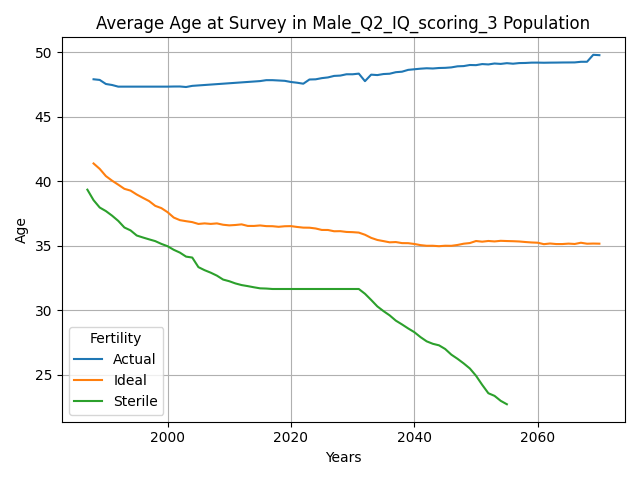 Average Age at Survey in Male_Q2_IQ_scoring_3 Population
50
45
40
35
30
25
Age
Fertility
Actual
Ideal
Sterile
2000
2020
2040
2060
Years